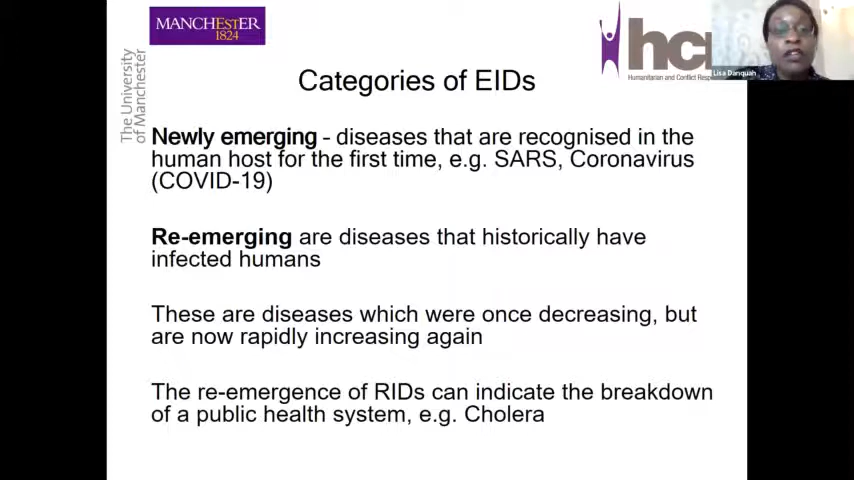 MANCHESTER
1824
The University
of Manchester
hc
Humanitarian and Conflict
Lisa Danquah
Categories of EIDs
Newly emerging - diseases that are recognised in the
human host for the first time, e.g. SARS, Coronavirus
(COVID-19)
Re-emerging are diseases that historically have
infected humans
These are diseases which were once decreasing, but
are now rapidly increasing again
The re-emergence of RIDs can indicate the breakdown
of a public health system, e.g. Cholera